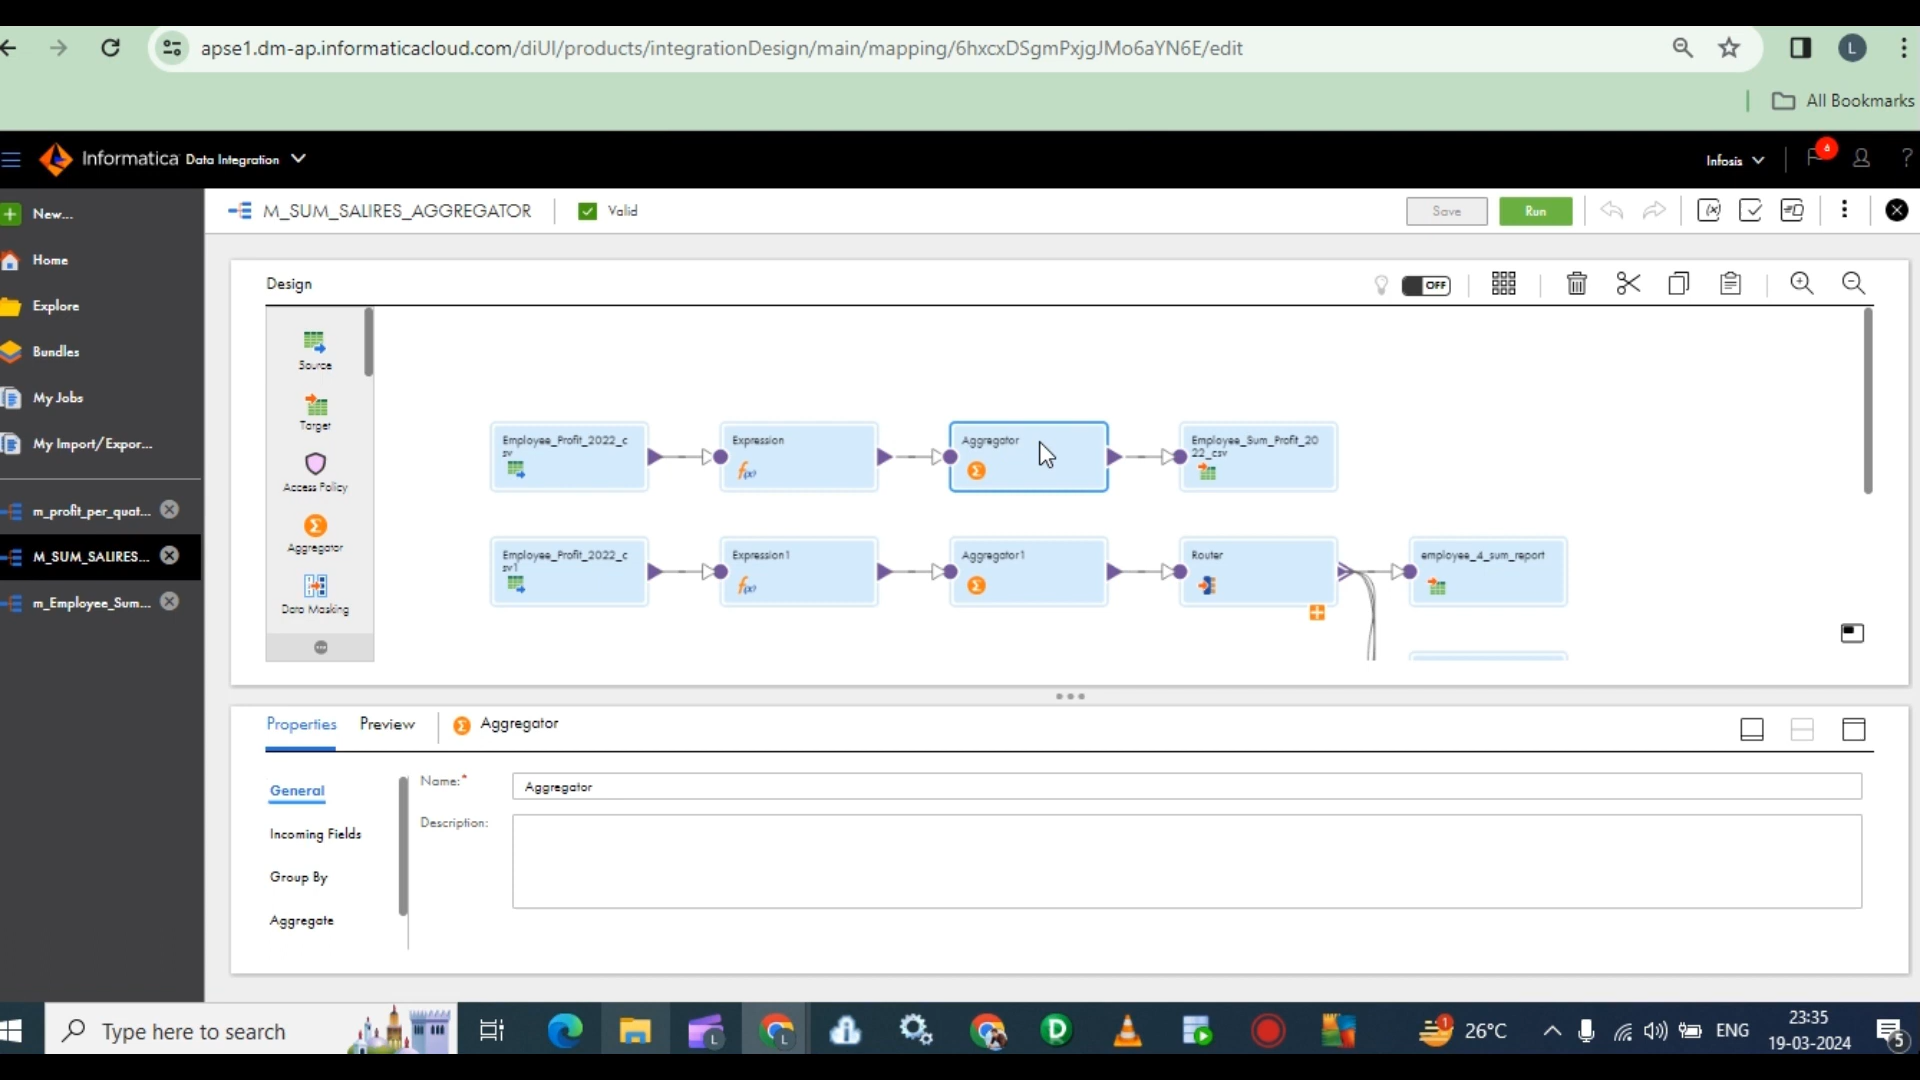 apse1.dm-ap.informaticacloud.com/diUI/products/integrationDesign/main/mapping/6hxcxDSgmPxjgJMo6aYN6E/edit
L
All Bookmarks
Informatica Data Integration
Infosis
6
?
New...
Home
Explore
Bundles
My Jobs
My Import/Expor...
m_profit_per_quat...
M_SUM_SALIRES...
m_Employee_Sum...
M_SUM_SALIRES_AGGREGATOR
Valid
Save
Run
Design
OFF
Source
Target
Access Policy
Aggregator
Data Masking
Employee_Profit_2022_c
sv
Expression
f(x)
Aggregator
Σ
Employee_Sum_Profit_20
22_csv
Employee_Profit_2022_c
sv1
Expression1
f(x)
Aggregator1
Σ
Router
employee_4_sum_report
Properties
Preview
Aggregator
General
Incoming Fields
Group By
Aggregate
Name:*
Aggregator
Description:
Type here to search
26°C
ENG
23:35
19-03-2024
5